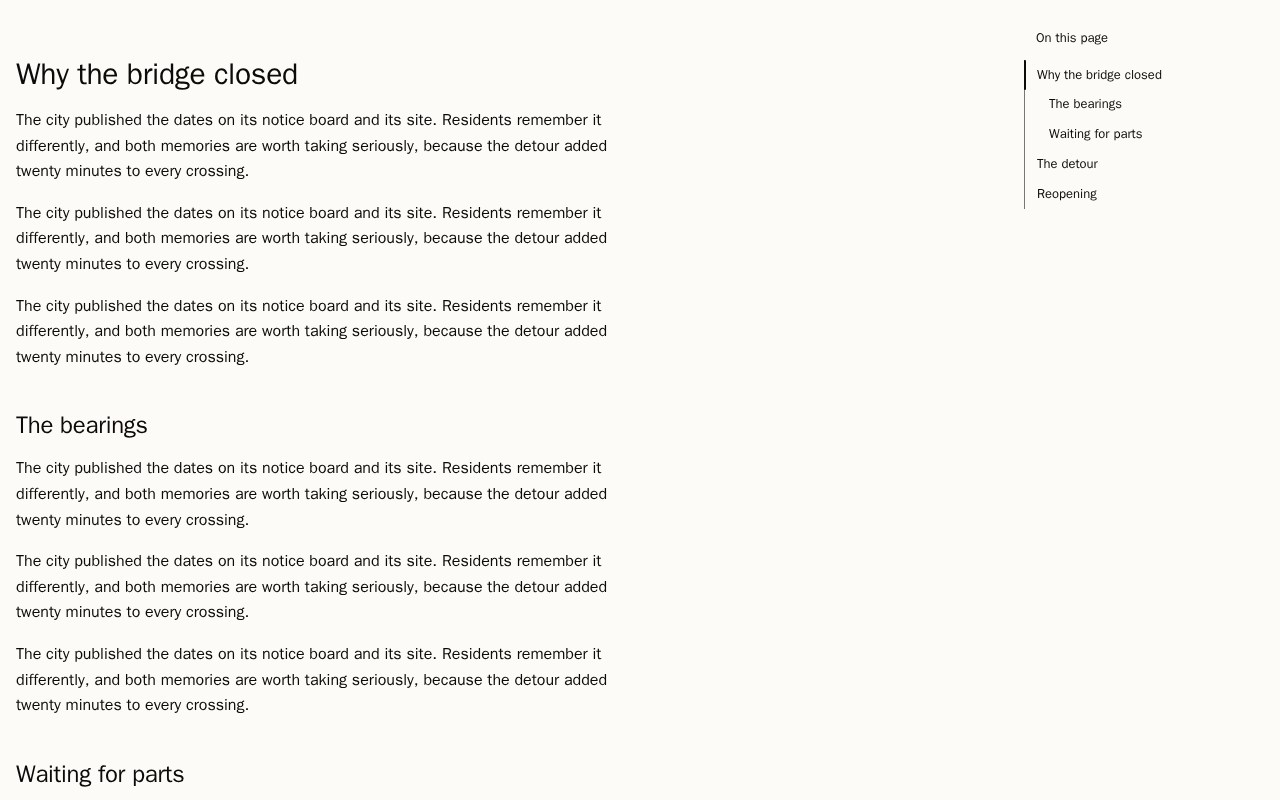 Why the bridge closed
The city published the dates on its notice board and its site. Residents remember it
differently, and both memories are worth taking seriously, because the detour added
twenty minutes to every crossing.
The city published the dates on its notice board and its site. Residents remember it
differently, and both memories are worth taking seriously, because the detour added
twenty minutes to every crossing.
The city published the dates on its notice board and its site. Residents remember it
differently, and both memories are worth taking seriously, because the detour added
twenty minutes to every crossing.
The bearings
The city published the dates on its notice board and its site. Residents remember it
differently, and both memories are worth taking seriously, because the detour added
twenty minutes to every crossing.
The city published the dates on its notice board and its site. Residents remember it
differently, and both memories are worth taking seriously, because the detour added
twenty minutes to every crossing.
The city published the dates on its notice board and its site. Residents remember it
differently, and both memories are worth taking seriously, because the detour added
twenty minutes to every crossing.
Waiting for parts
On this page
Why the bridge closed
The bearings
Waiting for parts
The detour
Reopening